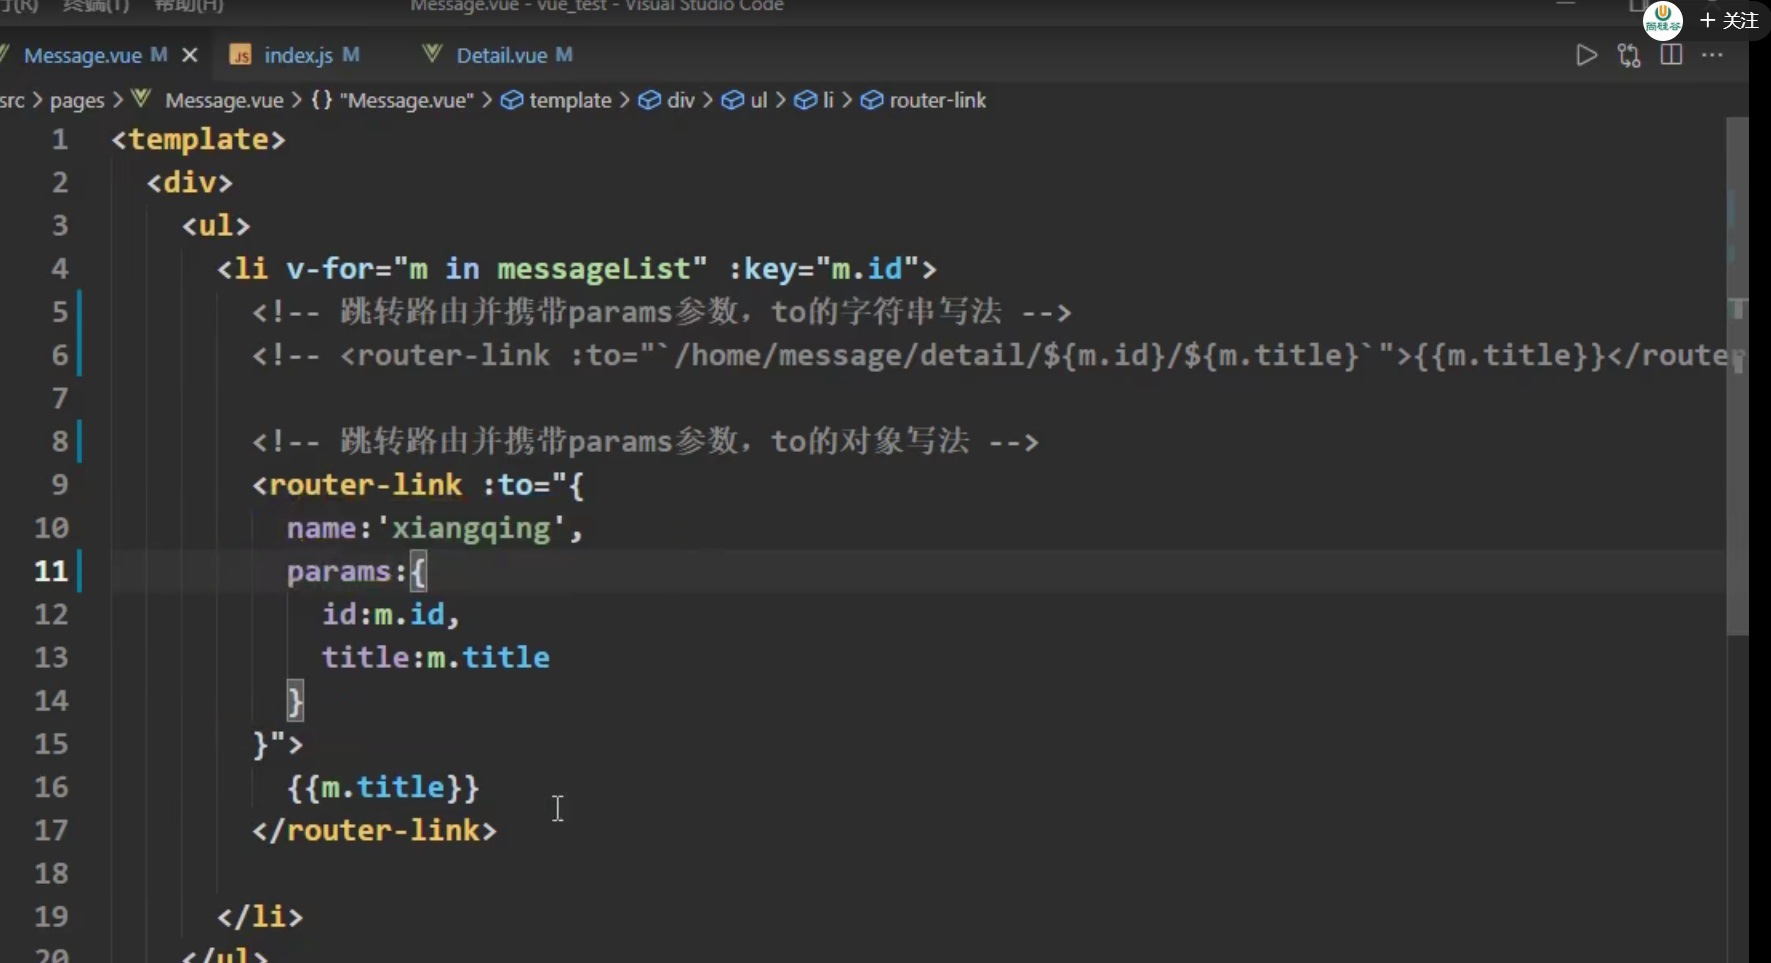 终端(T) 帮助(H) Message.vue - vue_test - Visual Studio Code
尚硅谷 + 关注
Message.vue M × JS index.js M Detail.vue M ···
src > pages > Message.vue > {} "Message.vue" > template > div > ul > li > router-link
1 <template>
2 <div>
3 <ul>
4 <li v-for="m in messageList" :key="m.id">
5 <!-- 跳转路由并携带params参数，to的字符串写法 -->
6 <!-- <router-link :to="`/home/message/detail/${m.id}/${m.title}`">{{m.title}}</router
7
8 <!-- 跳转路由并携带params参数，to的对象写法 -->
9 <router-link :to="{
10 name:'xiangqing',
11 params:{
12 id:m.id,
13 title:m.title
14 }
15 }">
16 {{m.title}}
17 </router-link>
18
19 </li>
20 </ul>